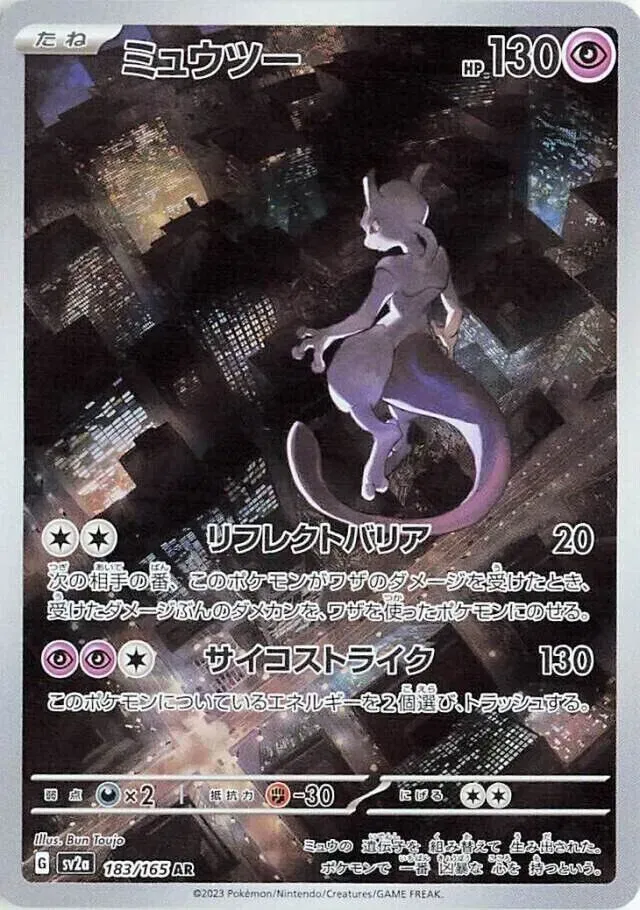 たね ミュウツー HP 130
リフレクトバリア 20
次の相手の番、このポケモンがワザのダメージを受けたとき、
受けたダメージぶんのダメカンを、ワザを使ったポケモンにのせる。
サイコストライク 130
このポケモンについているエネルギーを2個選び、トラッシュする。
弱点 ×2 抵抗力 -30 にげる
Illus. Bun Toujo
ミュウの 遺伝子を 組み替えて 生み出された。
ポケモンで 一番 凶暴な 心を 持つという。
G sv2a 183/165 AR
©2023 Pokémon/Nintendo/Creatures/GAME FREAK.